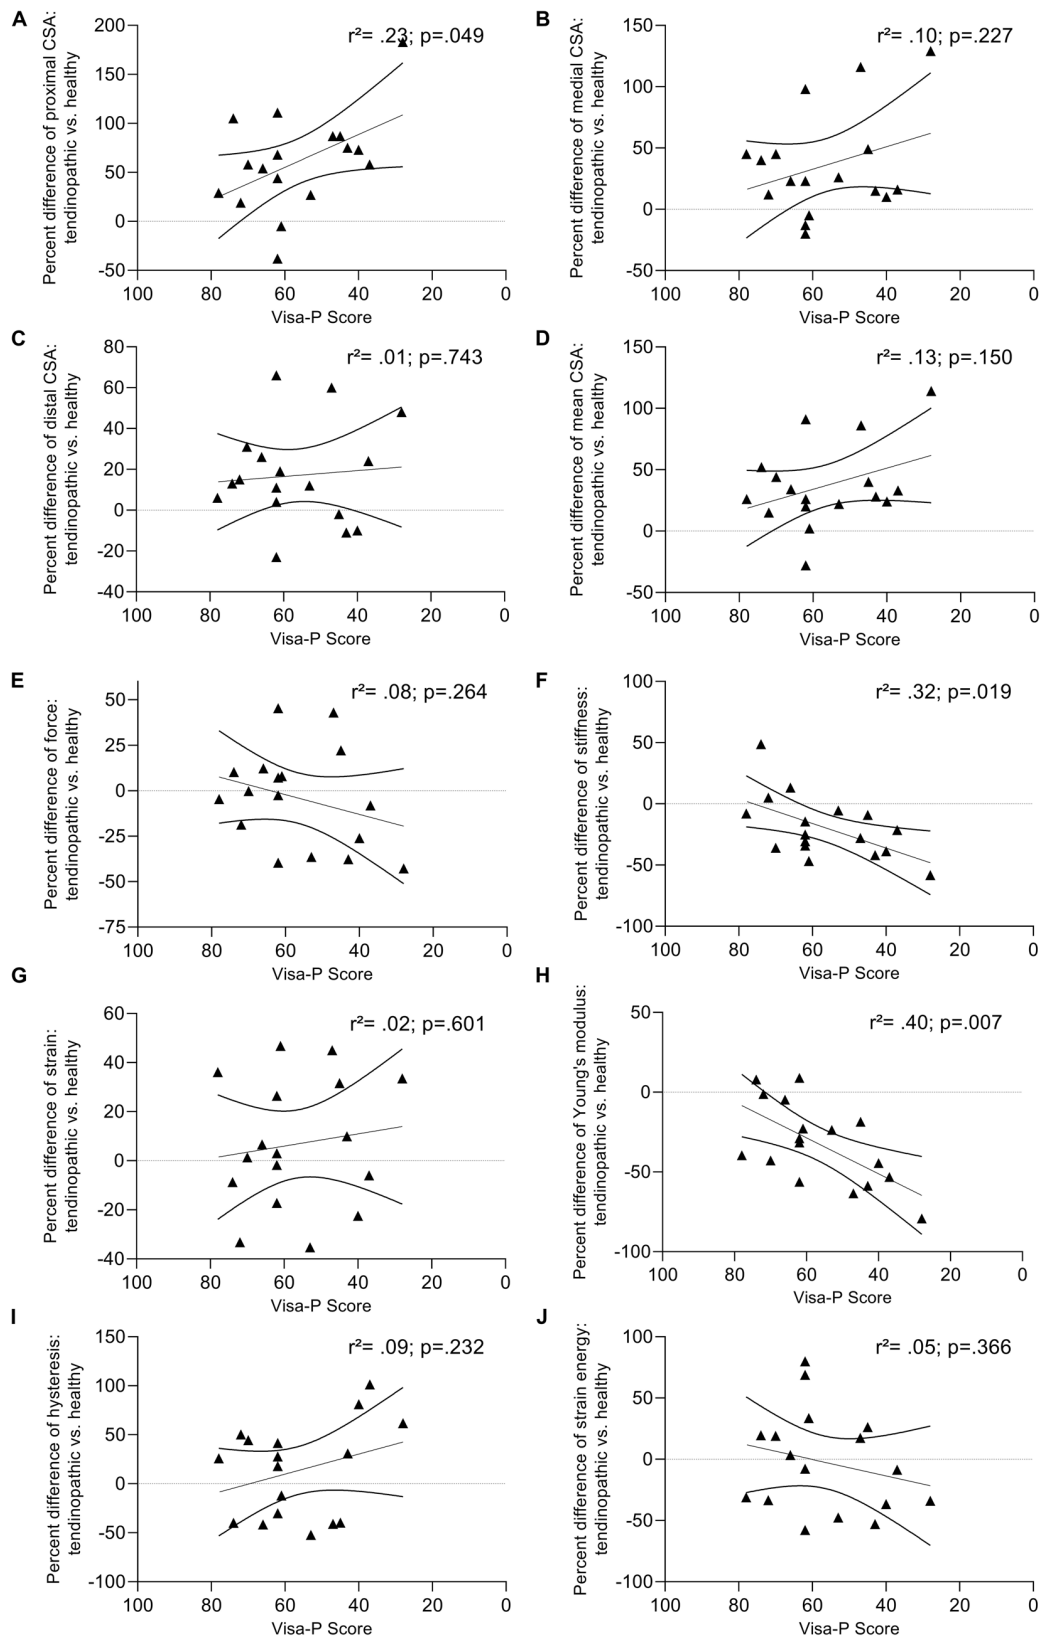 A
Percent difference of proximal CSA:
tendinopathic vs. healthy
200
150
100
50
0
-50
r²= .23; p=.049
100 80 60 40 20 0
Visa-P Score
B
Percent difference of medial CSA:
tendinopathic vs. healthy
150
100
50
0
-50
r²= .10; p=.227
100 80 60 40 20 0
Visa-P Score
C
Percent difference of distal CSA:
tendinopathic vs. healthy
80
60
40
20
0
-20
-40
r²= .01; p=.743
100 80 60 40 20 0
Visa-P Score
D
Percent difference of mean CSA:
tendinopathic vs. healthy
150
100
50
0
-50
r²= .13; p=.150
100 80 60 40 20 0
Visa-P Score
E
Percent difference of force:
tendinopathic vs. healthy
50
25
0
-25
-50
-75
r²= .08; p=.264
100 80 60 40 20 0
Visa-P Score
F
Percent difference of stiffness:
tendinopathic vs. healthy
100
50
0
-50
-100
r²= .32; p=.019
100 80 60 40 20 0
Visa-P Score
G
Percent difference of strain:
tendinopathic vs. healthy
60
40
20
0
-20
-40
r²= .02; p=.601
100 80 60 40 20 0
Visa-P Score
H
Percent difference of Young's modulus:
tendinopathic vs. healthy
50
0
-50
-100
r²= .40; p=.007
100 80 60 40 20 0
Visa-P Score
I
Percent difference of hysteresis:
tendinopathic vs. healthy
150
100
50
0
-50
-100
r²= .09; p=.232
100 80 60 40 20 0
Visa-P Score
J
Percent difference of strain energy:
tendinopathic vs. healthy
100
50
0
-50
-100
r²= .05; p=.366
100 80 60 40 20 0
Visa-P Score